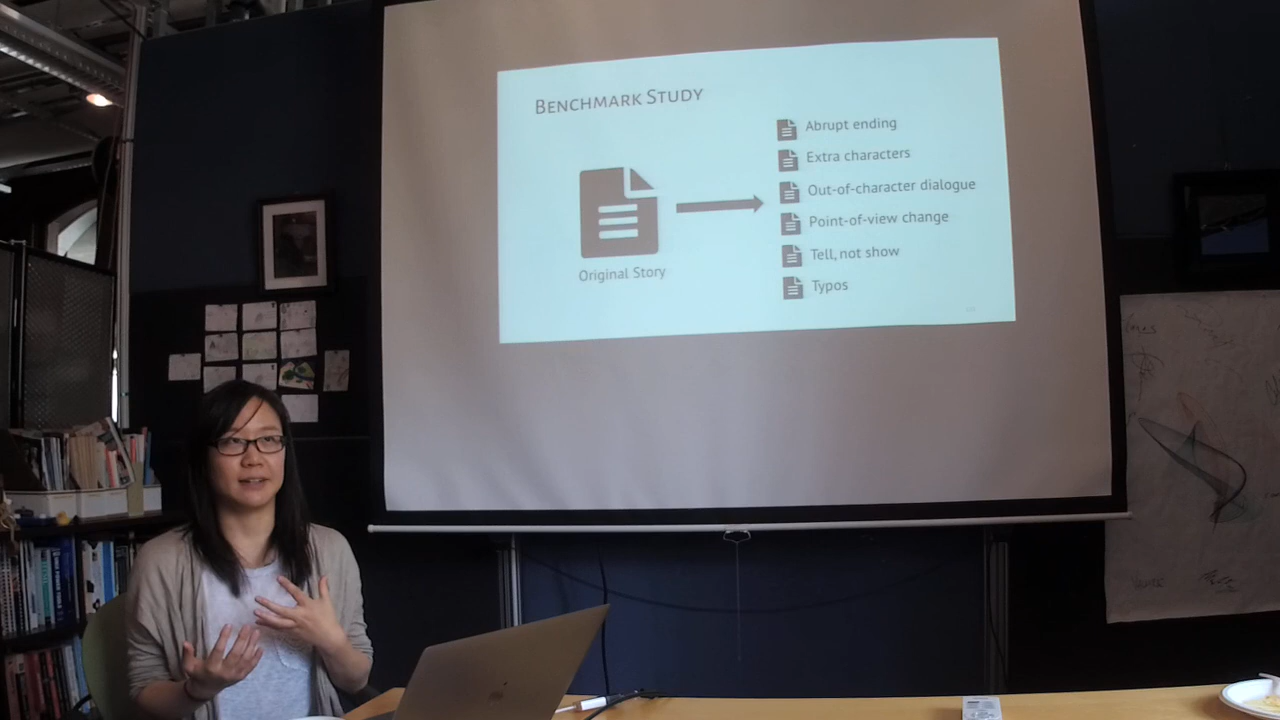 BENCHMARK STUDY
Original Story
Abrupt ending
Extra characters
Out-of-character dialogue
Point-of-view change
Tell, not show
Typos